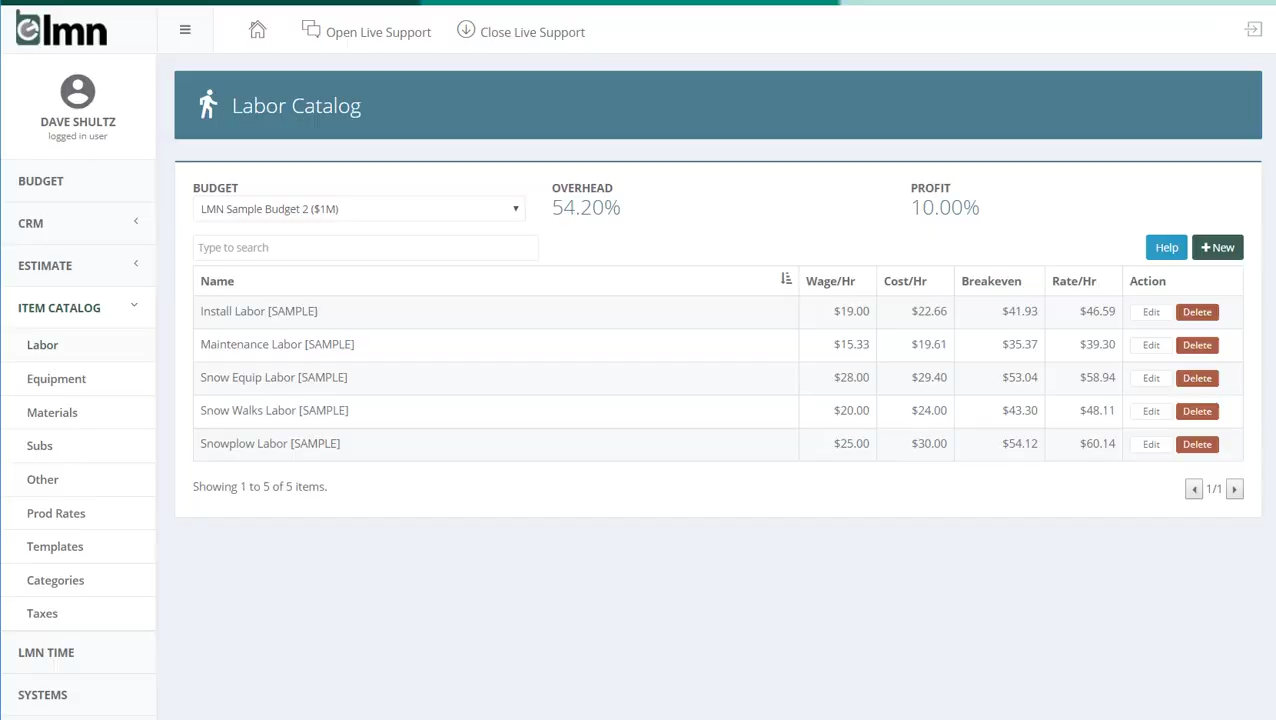 lmn
Open Live Support
Close Live Support
DAVE SHULTZ
logged in user
BUDGET
CRM
ESTIMATE
ITEM CATALOG
Labor
Equipment
Materials
Subs
Other
Prod Rates
Templates
Categories
Taxes
LMN TIME
SYSTEMS
Labor Catalog
BUDGET OVERHEAD PROFIT
LMN Sample Budget 2 ($1M) 54.20% 10.00%
Type to search Help +New
Name Wage/Hr Cost/Hr Breakeven Rate/Hr Action
Install Labor [SAMPLE] $19.00 $22.66 $41.93 $46.59 Edit Delete
Maintenance Labor [SAMPLE] $15.33 $19.61 $35.37 $39.30 Edit Delete
Snow Equip Labor [SAMPLE] $28.00 $29.40 $53.04 $58.94 Edit Delete
Snow Walks Labor [SAMPLE] $20.00 $24.00 $43.30 $48.11 Edit Delete
Snowplow Labor [SAMPLE] $25.00 $30.00 $54.12 $60.14 Edit Delete
Showing 1 to 5 of 5 items. 1/1